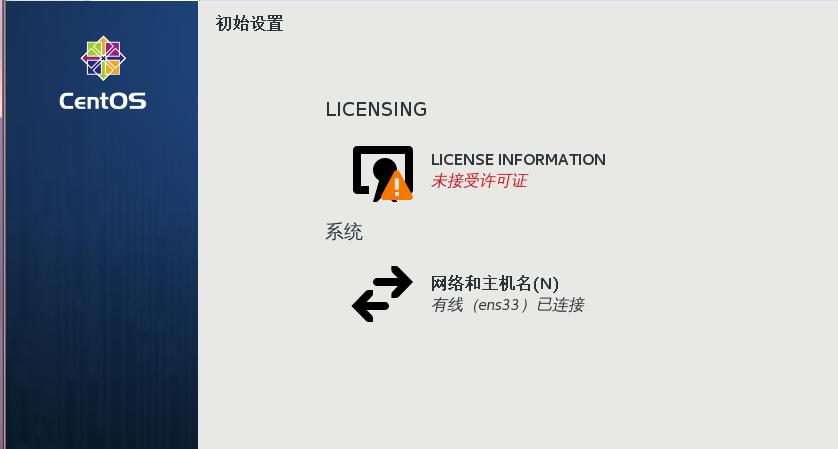 初始设置
CentOS
LICENSING
LICENSE INFORMATION
未接受许可证
系统
网络和主机名(N)
有线（ens33）已连接